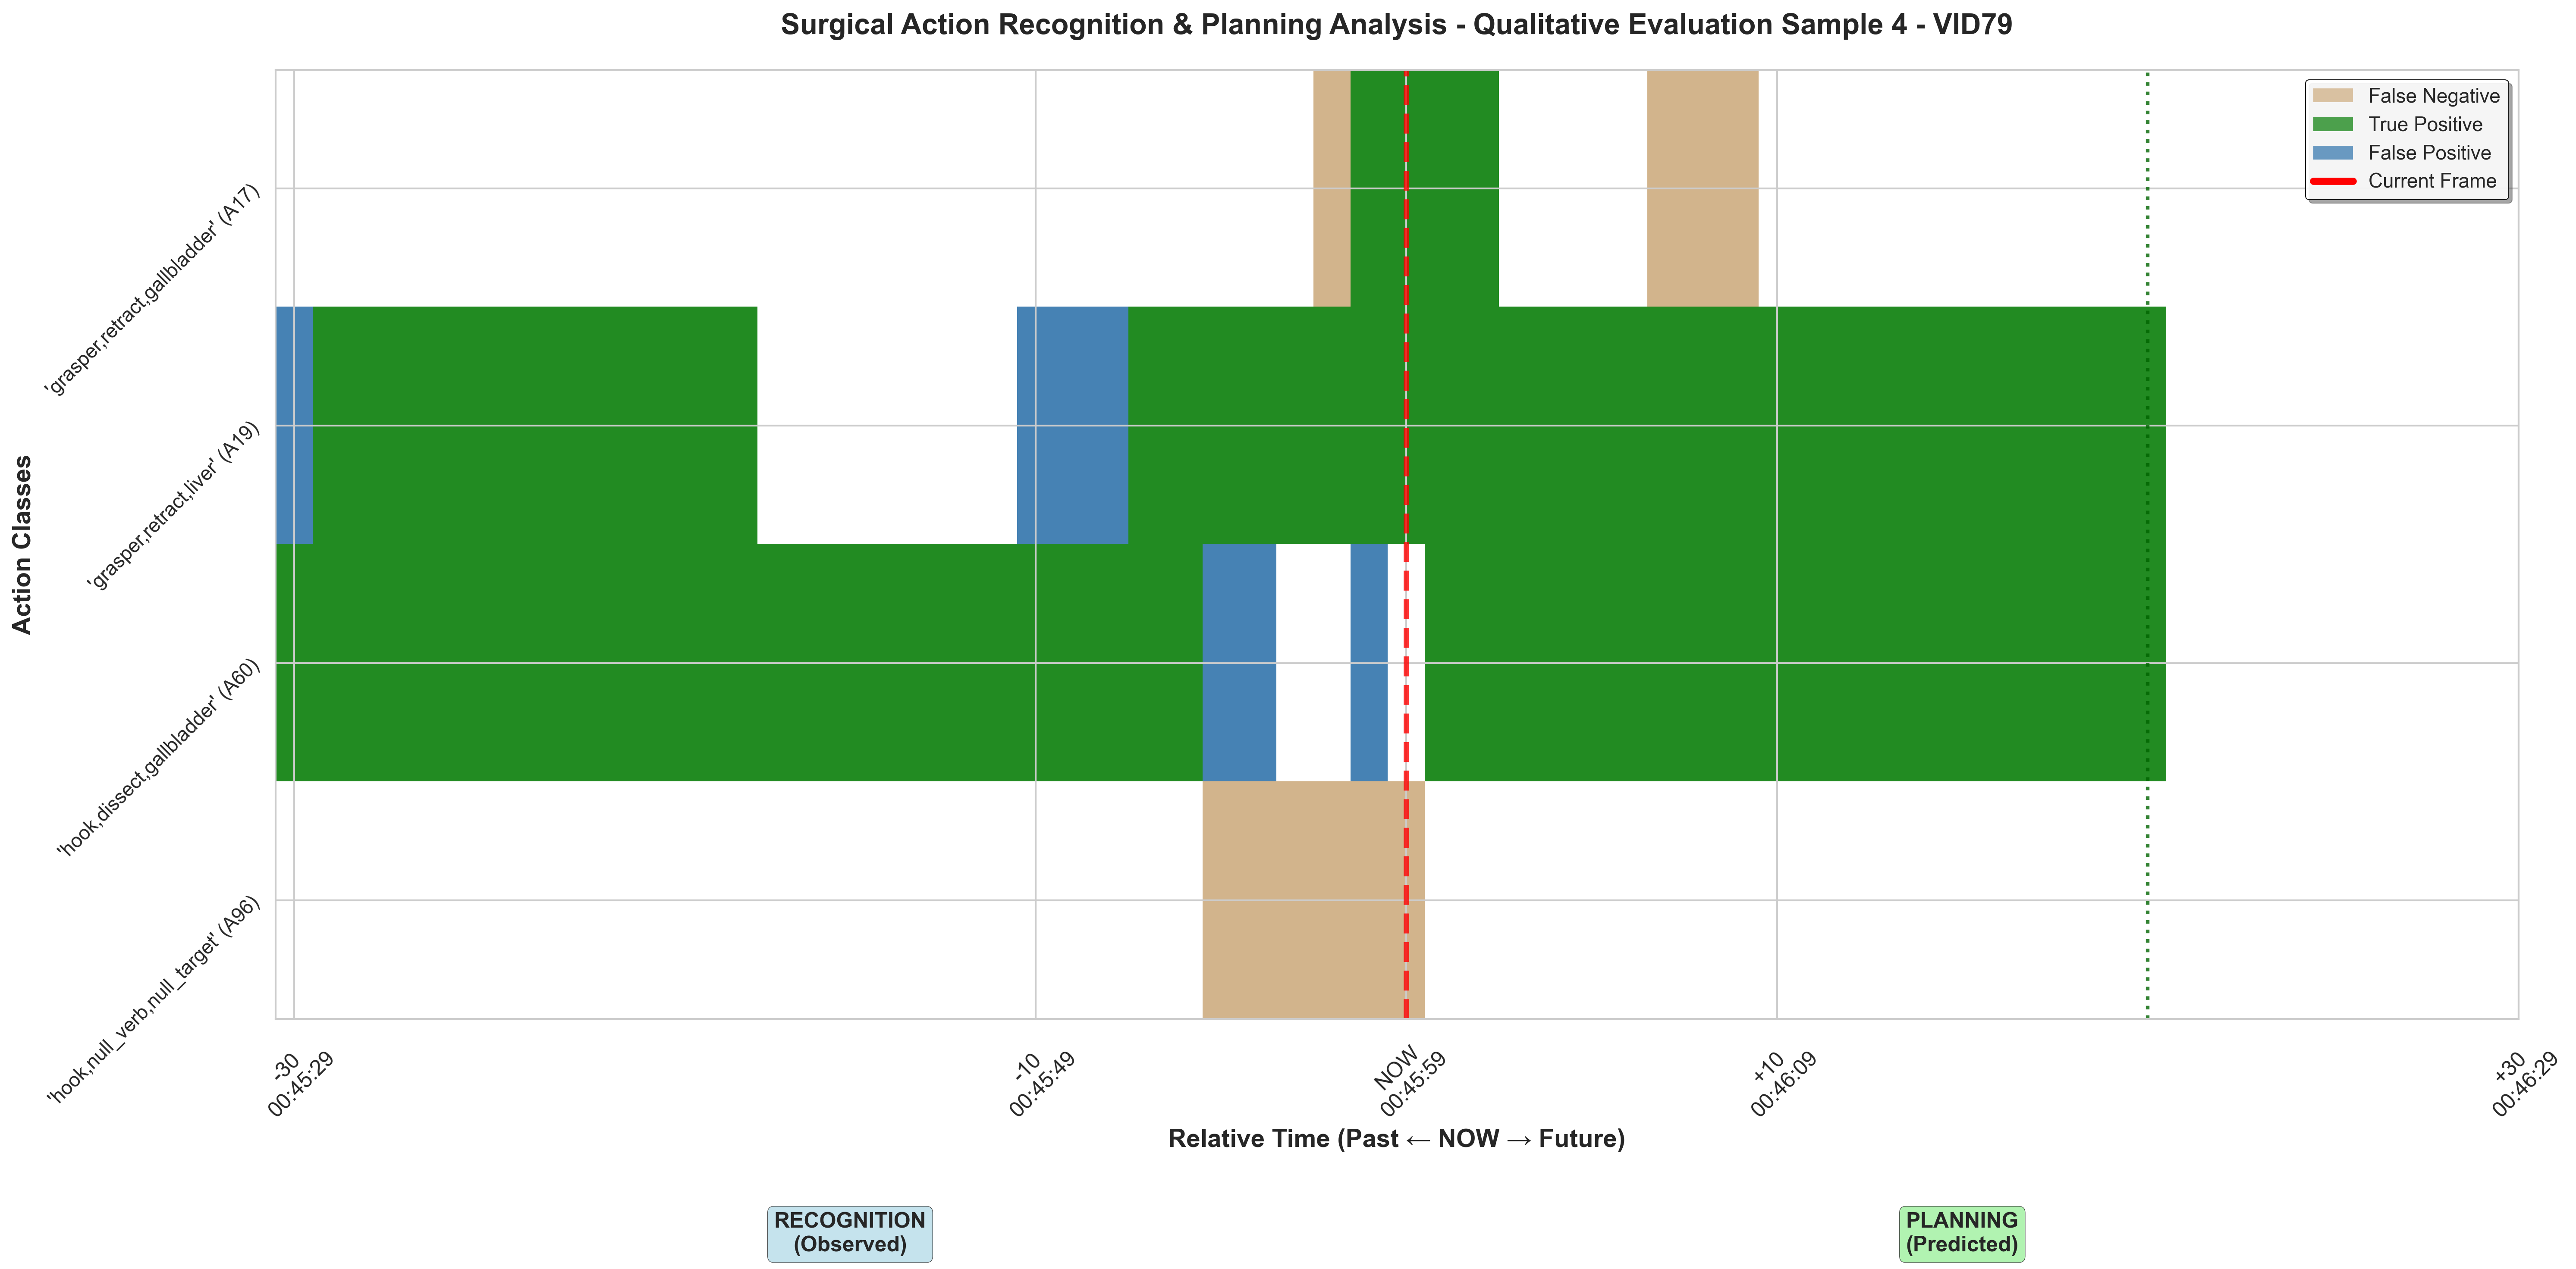 Surgical Action Recognition & Planning Analysis - Qualitative Evaluation Sample 4 - VID79
False Negative
True Positive
False Positive
Current Frame
Action Classes
'grasper,retract,gallbladder' (A17)
'grasper,retract,liver' (A19)
'hook,dissect,gallbladder' (A60)
'hook,null_verb,null_target' (A96)
-30
00:45:29
-10
00:45:49
NOW
00:45:59
+10
00:46:09
+30
00:46:29
Relative Time (Past ← NOW → Future)
RECOGNITION
(Observed)
PLANNING
(Predicted)